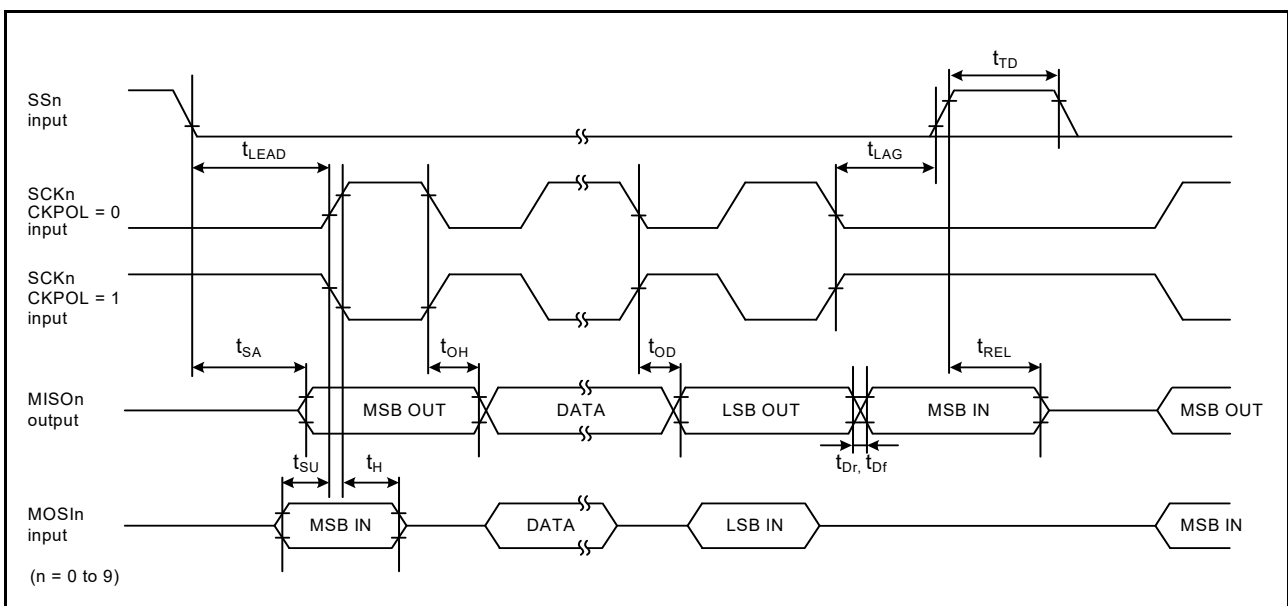 tTD
SSn
input
tLEAD
tLAG
SCKn
CKPOL = 0
input
SCKn
CKPOL = 1
input
tSA
tOH
tOD
tREL
MISOn
output
MSB OUT
DATA
LSB OUT
MSB IN
MSB OUT
tSU
tH
tDr, tDf
MOSIn
input
MSB IN
DATA
LSB IN
MSB IN
(n = 0 to 9)